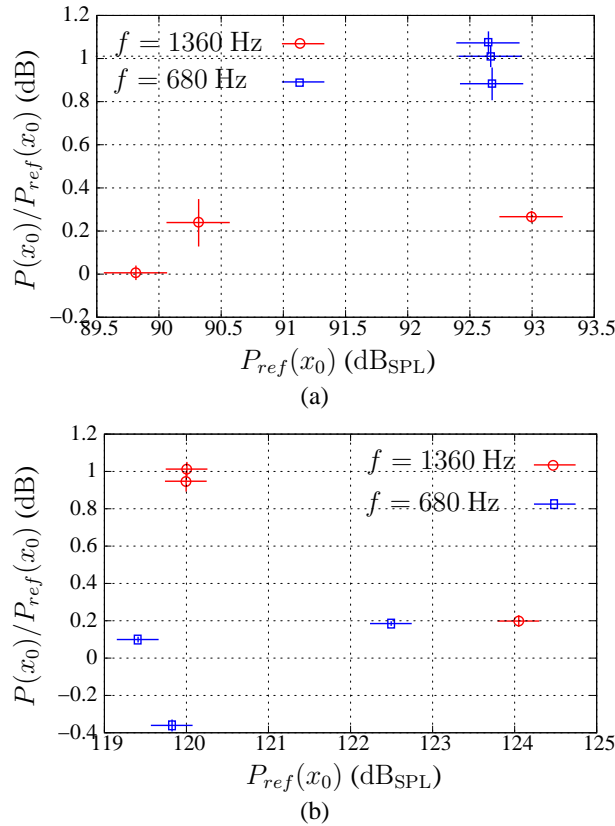 1.2
1
0.8
0.6
0.4
0.2
0
−0.2
P(x0)/Pref(x0) (dB)
f = 1360 Hz
f = 680 Hz
89.5 90 90.5 91 91.5 92 92.5 93 93.5
Pref(x0) (dBSPL)
(a)
1.2
1
0.8
0.6
0.4
0.2
0
−0.2
−0.4
P(x0)/Pref(x0) (dB)
f = 1360 Hz
f = 680 Hz
119 120 121 122 123 124 125
Pref(x0) (dBSPL)
(b)